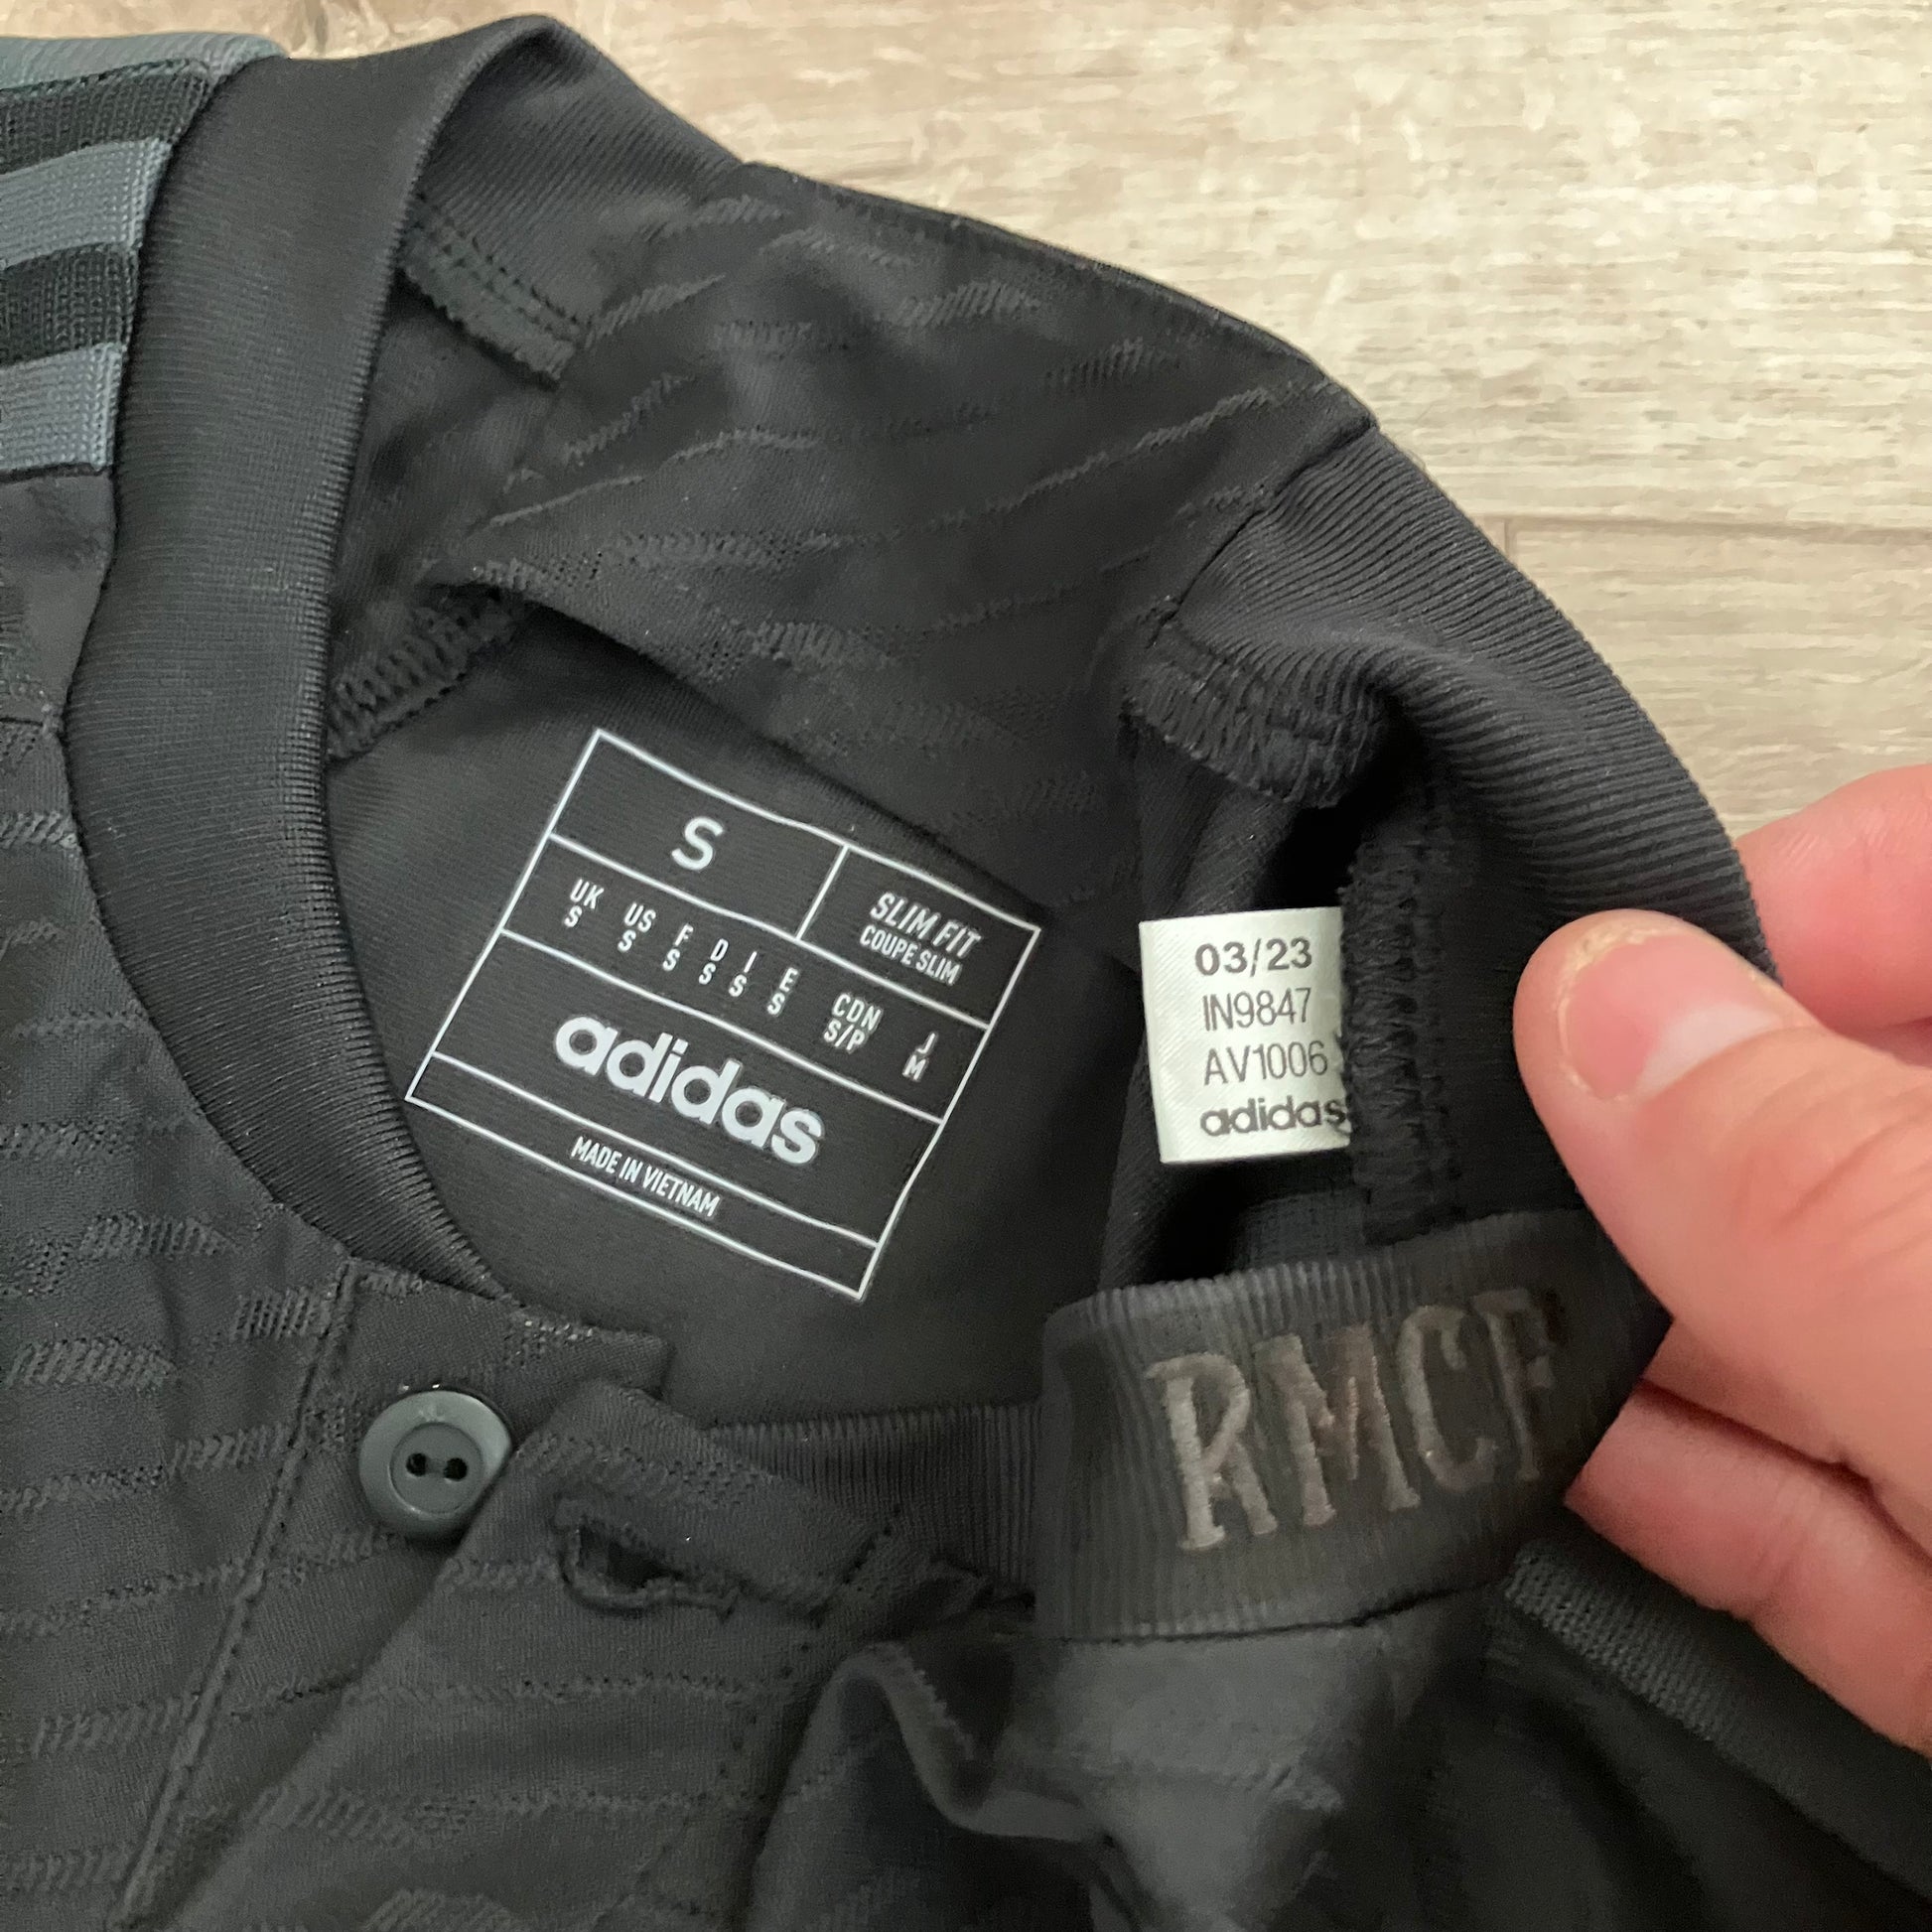 S
SLIM FIT
COUPE SLIM
UK US F D I E CDN J
S S S S S S S/P M
adidas
MADE IN VIETNAM
03/23
IN9847
AV1006
adidas
RMCF